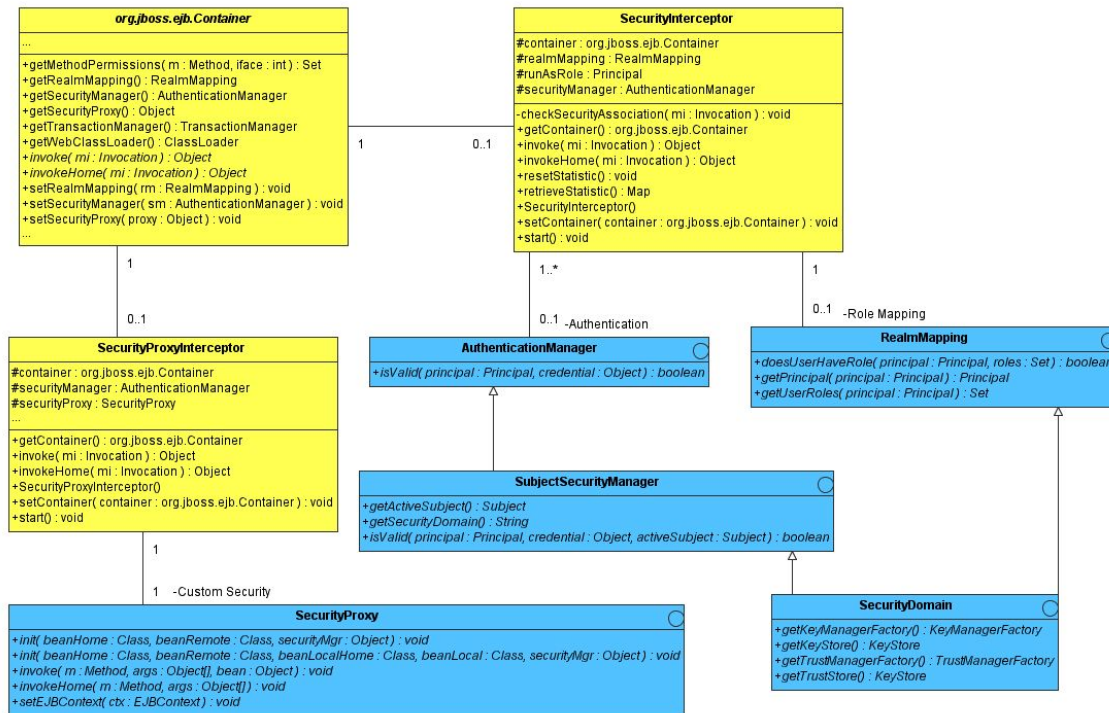 org.jboss.ejb.Container
...
+getMethodPermissions( m : Method, iface : int ) : Set
+getRealmMapping() : RealmMapping
+getSecurityManager() : AuthenticationManager
+getSecurityProxy() : Object
+getTransactionManager() : TransactionManager
+getWebClassLoader() : ClassLoader
+invoke( mi : Invocation ) : Object
+invokeHome( mi : Invocation ) : Object
+setRealmMapping( rm : RealmMapping ) : void
+setSecurityManager( sm : AuthenticationManager ) : void
+setSecurityProxy( proxy : Object ) : void
...
1
0..1
SecurityInterceptor
#container : org.jboss.ejb.Container
#realmMapping : RealmMapping
#runAsRole : Principal
#securityManager : AuthenticationManager
-checkSecurityAssociation( mi : Invocation ) : void
+getContainer() : org.jboss.ejb.Container
+invoke( mi : Invocation ) : Object
+invokeHome( mi : Invocation ) : Object
+resetStatistic() : void
+retrieveStatistic() : Map
+SecurityInterceptor()
+setContainer( container : org.jboss.ejb.Container ) : void
+start() : void
1
0..1
1..*
0..1 -Authentication
1
0..1 -Role Mapping
SecurityProxyInterceptor
#container : org.jboss.ejb.Container
#securityManager : AuthenticationManager
#securityProxy : SecurityProxy
...
+getContainer() : org.jboss.ejb.Container
+invoke( mi : Invocation ) : Object
+invokeHome( mi : Invocation ) : Object
+SecurityProxyInterceptor()
+setContainer( container : org.jboss.ejb.Container ) : void
+start() : void
AuthenticationManager
+isValid( principal : Principal, credential : Object ) : boolean
RealmMapping
+doesUserHaveRole( principal : Principal, roles : Set ) : boolean
+getPrincipal( principal : Principal ) : Principal
+getUserRoles( principal : Principal ) : Set
SubjectSecurityManager
+getActiveSubject() : Subject
+getSecurityDomain() : String
+isValid( principal : Principal, credential : Object, activeSubject : Subject ) : boolean
1
1 -Custom Security
SecurityProxy
+init( beanHome : Class, beanRemote : Class, securityMgr : Object ) : void
+init( beanHome : Class, beanRemote : Class, beanLocalHome : Class, beanLocal : Class, securityMgr : Object ) : void
+invoke( m : Method, args : Object[], bean : Object ) : void
+invokeHome( m : Method, args : Object[] ) : void
+setEJBContext( ctx : EJBContext ) : void
SecurityDomain
+getKeyManagerFactory() : KeyManagerFactory
+getKeyStore() : KeyStore
+getTrustManagerFactory() : TrustManagerFactory
+getTrustStore() : KeyStore